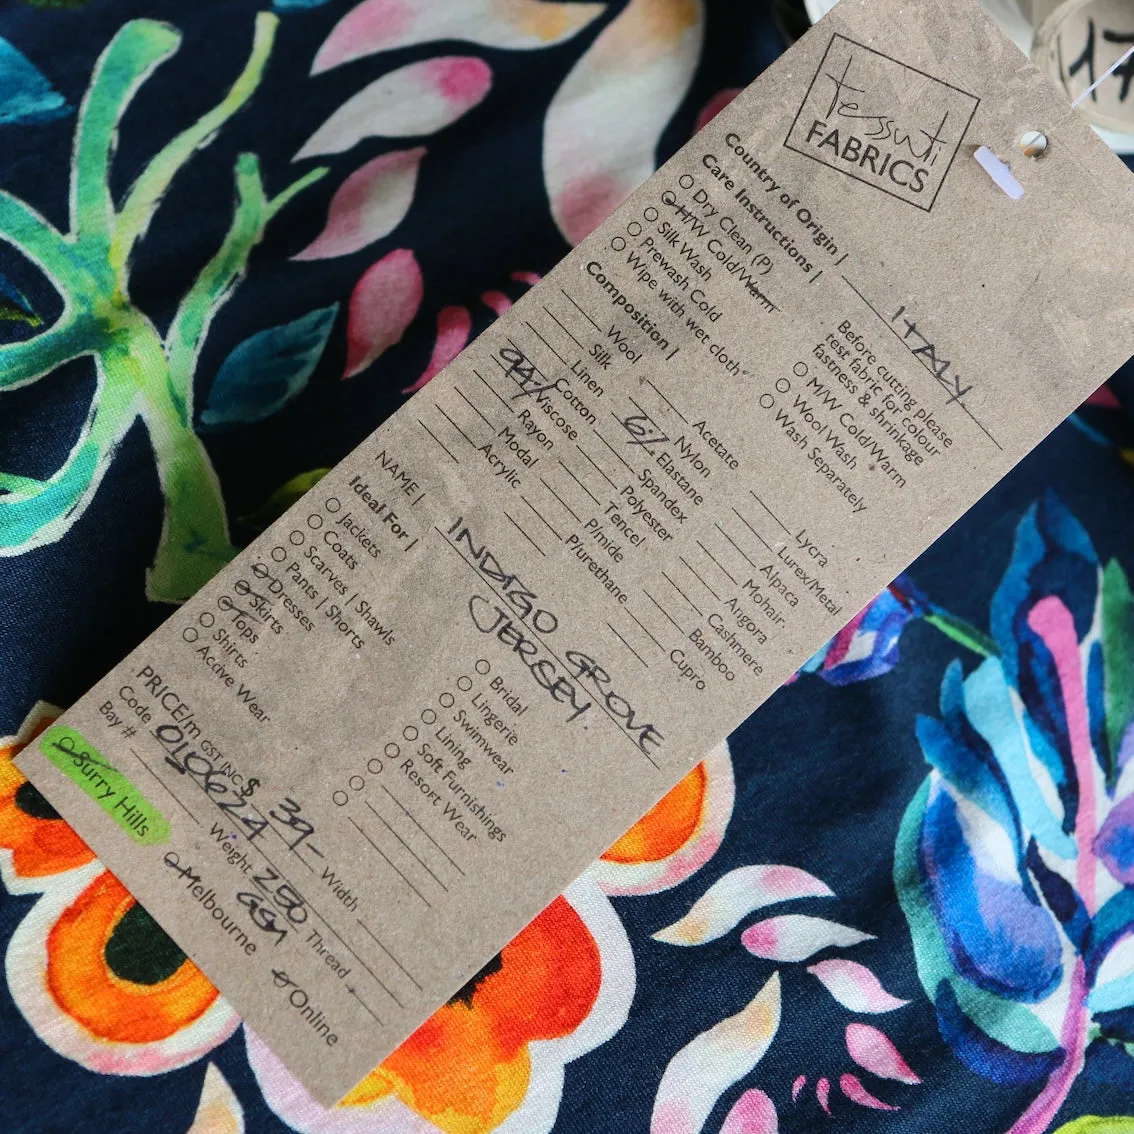 tessuti
FABRICS
Country of Origin | ITALY
Care Instructions |
Dry Clean (P)
H/W Cold/Warm
Silk Wash
Prewash Cold
Wipe with wet cloth
Before cutting please
rest fabric for colour
fastness & shrinkage
M/W Cold/Warm
Wool Wash
Wash Separately
Composition |
Wool
Silk
Linen
Cotton
94% Viscose
Rayon
Modal
Acrylic
Acetate
Nylon
6% Elastane
Spandex
Polyester
Tencel
P/mide
P/urethane
Lycra
Lurex/Metal
Alpaca
Mohair
Angora
Cashmere
Bamboo
Cupro
NAME | INDIGO GROVE
(JERSEY)
Ideal For |
Jackets
Coats
Scarves | Shawls
Pants | Shorts
Dresses
Skirts
Tops
Shirts
Active Wear
Bridal
Lingerie
Swimwear
Lining
Soft Furnishings
Resort Wear
PRICE/m GST INC $ 39- Width
Code 010624 Weight 250 GSM Thread
Bay #
Surry Hills Melbourne Online
17